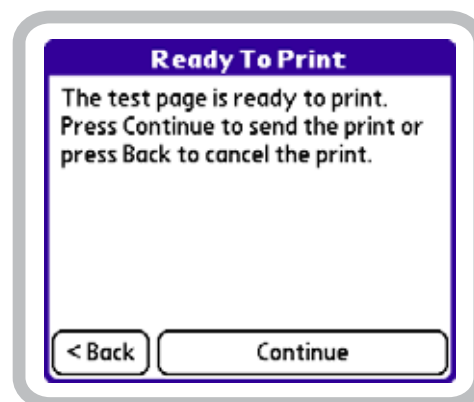 Ready To Print
The test page is ready to print.
Press Continue to send the print or
press Back to cancel the print.
< Back
Continue